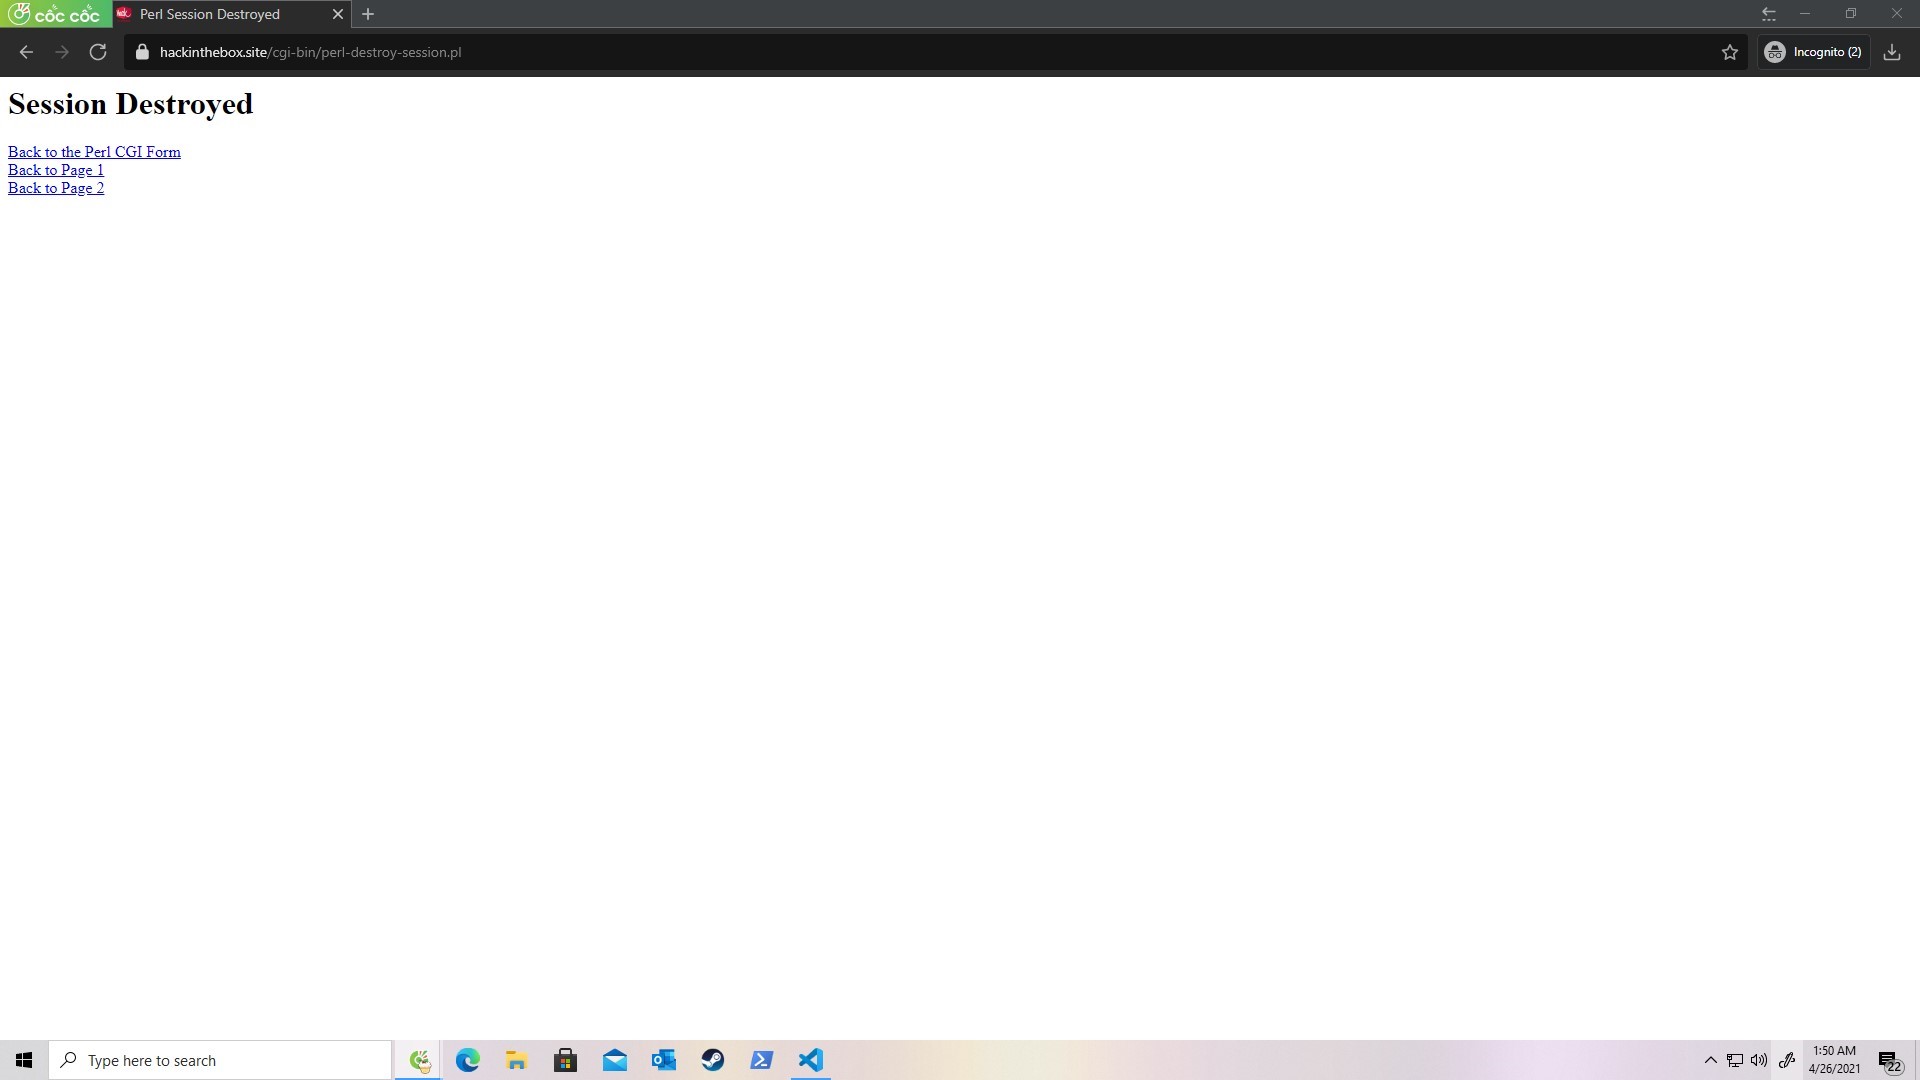 cốc cốc
Perl Session Destroyed
hackinthebox.site/cgi-bin/perl-destroy-session.pl
Incognito (2)
Session Destroyed
Back to the Perl CGI Form
Back to Page 1
Back to Page 2
Type here to search
1:50 AM
4/26/2021
22